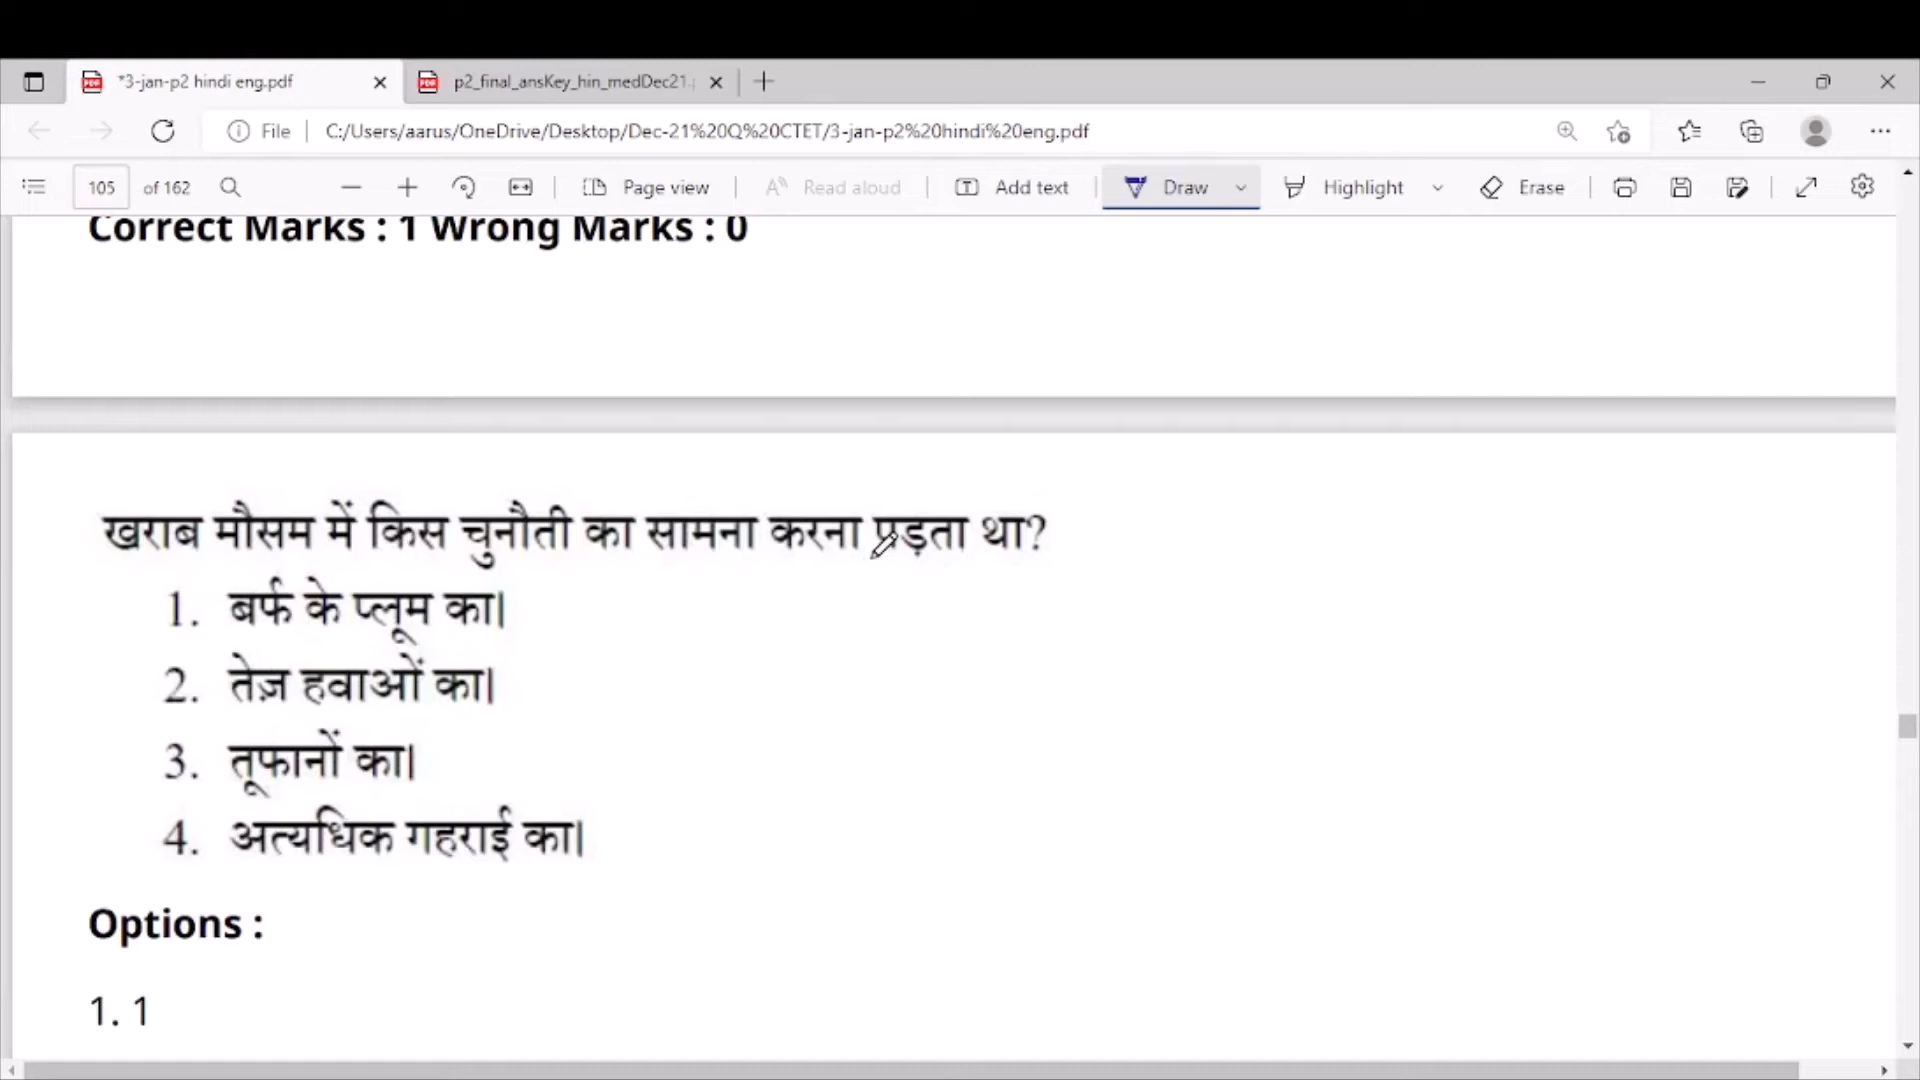 *3-jan-p2 hindi eng.pdf
p2_final_ansKey_hin_medDec21.
File C:/Users/aarus/OneDrive/Desktop/Dec-21%20Q%20CTET/3-jan-p2%20hindi%20eng.pdf
105 of 162 Page view Read aloud Add text Draw Highlight Erase
Correct Marks : 1 Wrong Marks : 0
खराब मौसम में किस चुनौती का सामना करना पड़ता था?
1. बर्फ के प्लूम का।
2. तेज़ हवाओं का।
3. तूफानों का।
4. अत्यधिक गहराई का।
Options :
1. 1